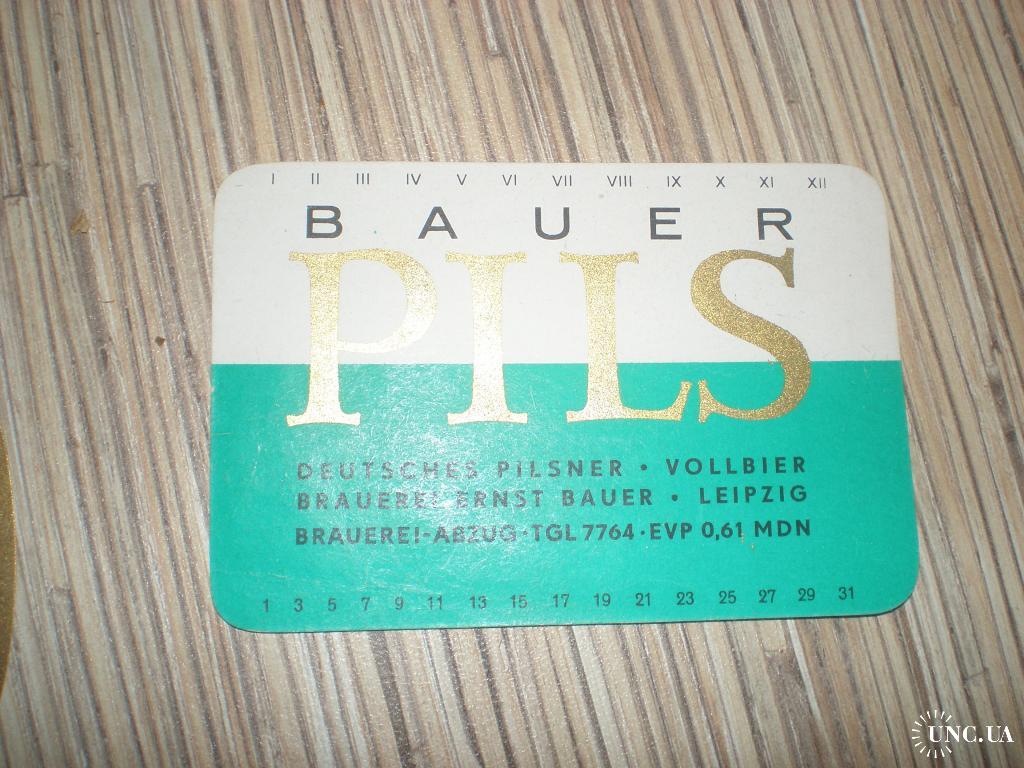 I II III IV V VI VII VIII IX X XI XII
BAUER
PILS
DEUTSCHES PILSNER • VOLLBIER
BRAUEREI ERNST BAUER • LEIPZIG
BRAUEREI-ABZUG · TGL 7764 · EVP 0,61 MDN
1 3 5 7 9 11 13 15 17 19 21 23 25 27 29 31
UNC.UA